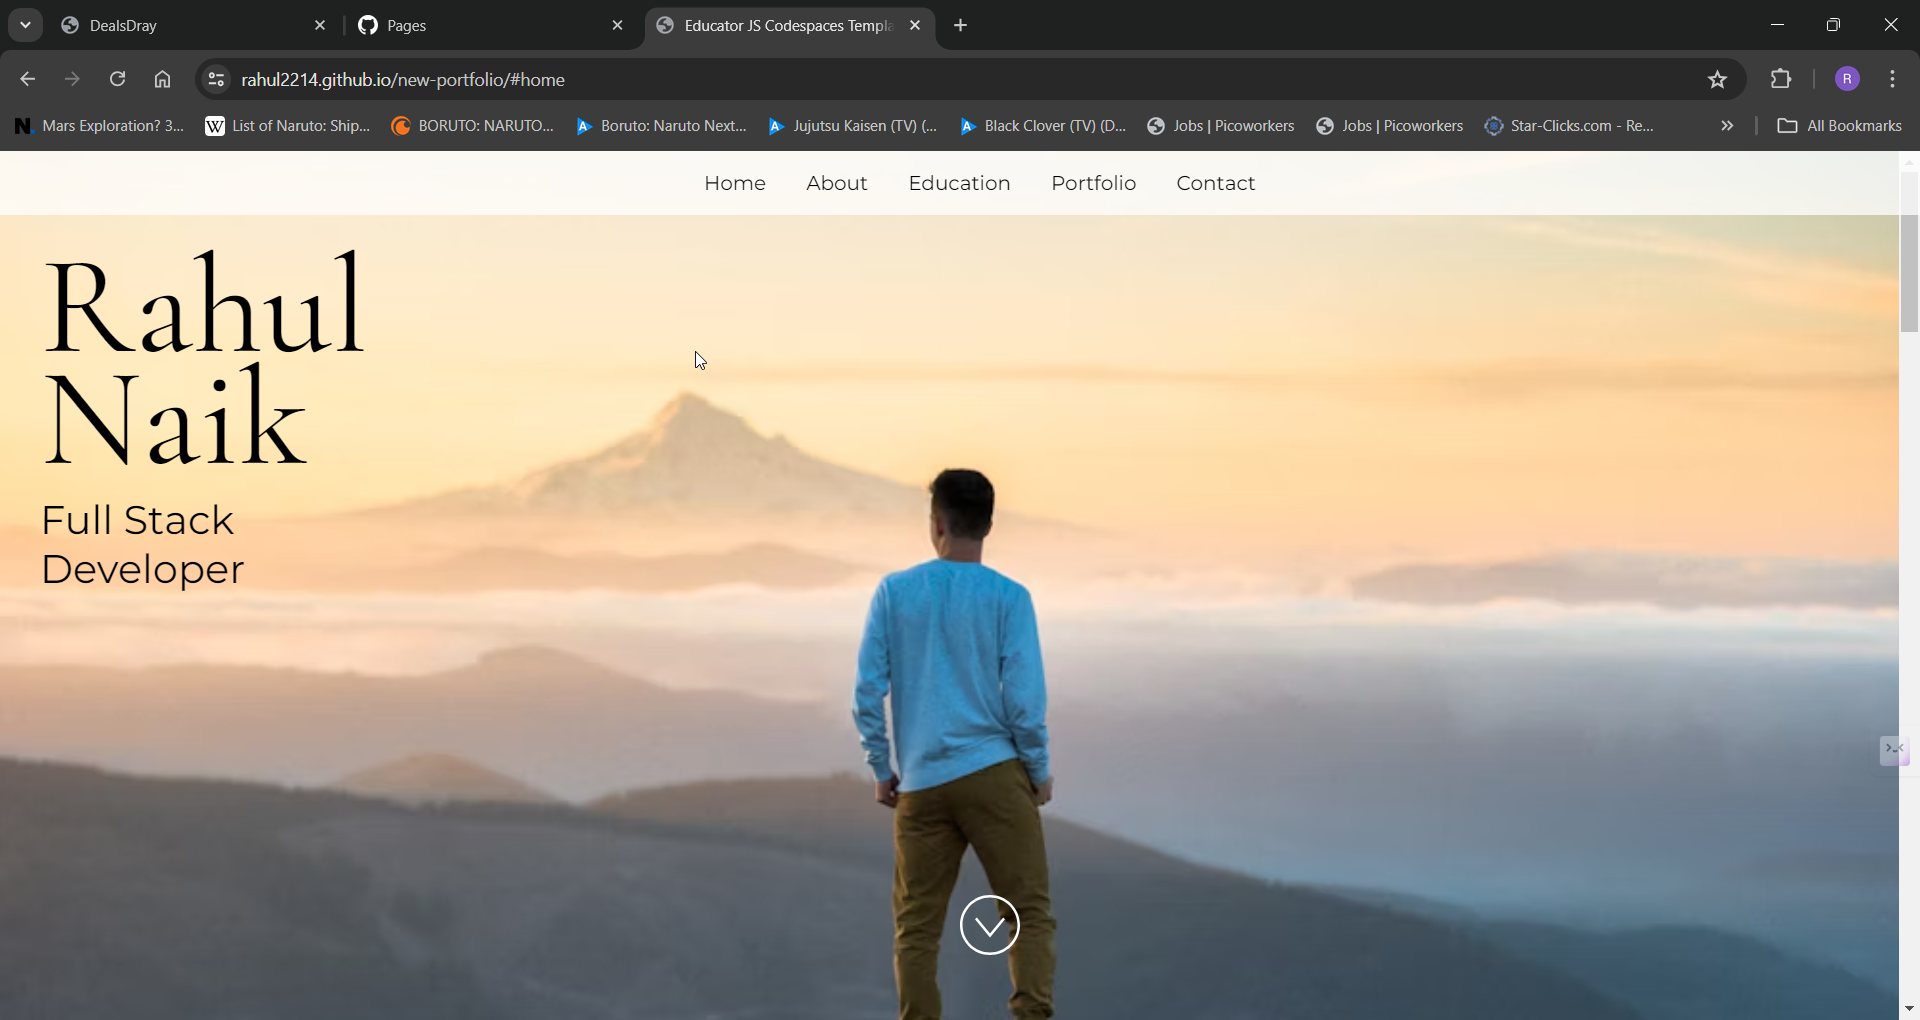 DealsDray
Pages
Educator JS Codespaces Templa
rahul2214.github.io/new-portfolio/#home
R
N. Mars Exploration? 3...
W List of Naruto: Ship...
BORUTO: NARUTO...
Boruto: Naruto Next...
Jujutsu Kaisen (TV) (...
Black Clover (TV) (D...
Jobs | Picoworkers
Jobs | Picoworkers
Star-Clicks.com - Re...
All Bookmarks
Home About Education Portfolio Contact
Rahul
Naik
Full Stack
Developer